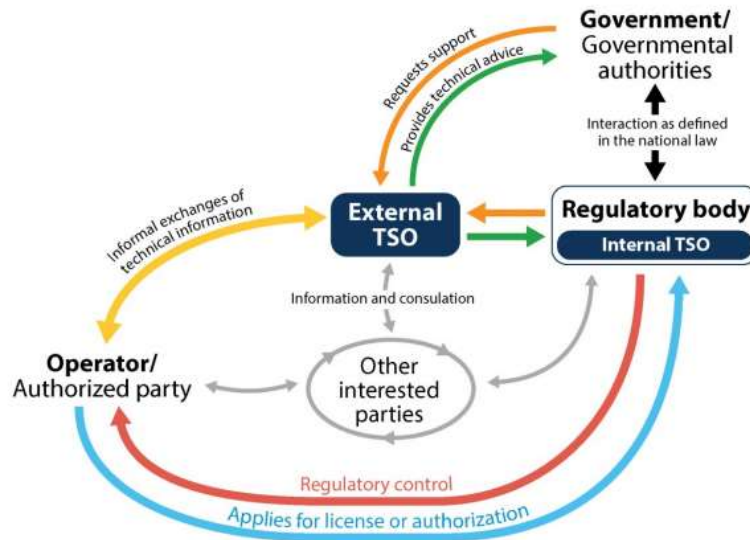 Government/
Governmental
authorities
Requests support
Provides technical advice
Interaction as defined
in the national law
External
TSO
Regulatory body
Internal TSO
Informal exchanges of
technical information
Information and consulation
Operator/
Authorized party
Other
interested
parties
Regulatory control
Applies for license or authorization